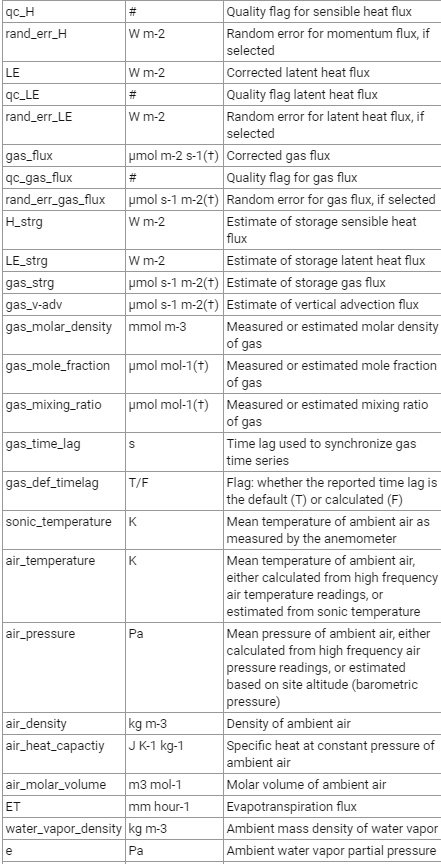 qc_H # Quality flag for sensible heat flux
rand_err_H W m-2 Random error for momentum flux, if
selected
LE W m-2 Corrected latent heat flux
qc_LE # Quality flag latent heat flux
rand_err_LE W m-2 Random error for latent heat flux, if
selected
gas_flux μmol m-2 s-1(†) Corrected gas flux
qc_gas_flux # Quality flag for gas flux
rand_err_gas_flux μmol s-1 m-2(†) Random error for gas flux, if selected
H_strg W m-2 Estimate of storage sensible heat
flux
LE_strg W m-2 Estimate of storage latent heat flux
gas_strg μmol s-1 m-2(†) Estimate of storage gas flux
gas_v-adv μmol s-1 m-2(†) Estimate of vertical advection flux
gas_molar_density mmol m-3 Measured or estimated molar density
of gas
gas_mole_fraction μmol mol-1(†) Measured or estimated mole fraction
of gas
gas_mixing_ratio μmol mol-1(†) Measured or estimated mixing ratio
of gas
gas_time_lag s Time lag used to synchronize gas
time series
gas_def_timelag T/F Flag: whether the reported time lag is
the default (T) or calculated (F)
sonic_temperature K Mean temperature of ambient air as
measured by the anemometer
air_temperature K Mean temperature of ambient air,
either calculated from high frequency
air temperature readings, or
estimated from sonic temperature
air_pressure Pa Mean pressure of ambient air, either
calculated from high frequency air
pressure readings, or estimated
based on site altitude (barometric
pressure)
air_density kg m-3 Density of ambient air
air_heat_capactiy J K-1 kg-1 Specific heat at constant pressure of
ambient air
air_molar_volume m3 mol-1 Molar volume of ambient air
ET mm hour-1 Evapotranspiration flux
water_vapor_density kg m-3 Ambient mass density of water vapor
e Pa Ambient water vapor partial pressure